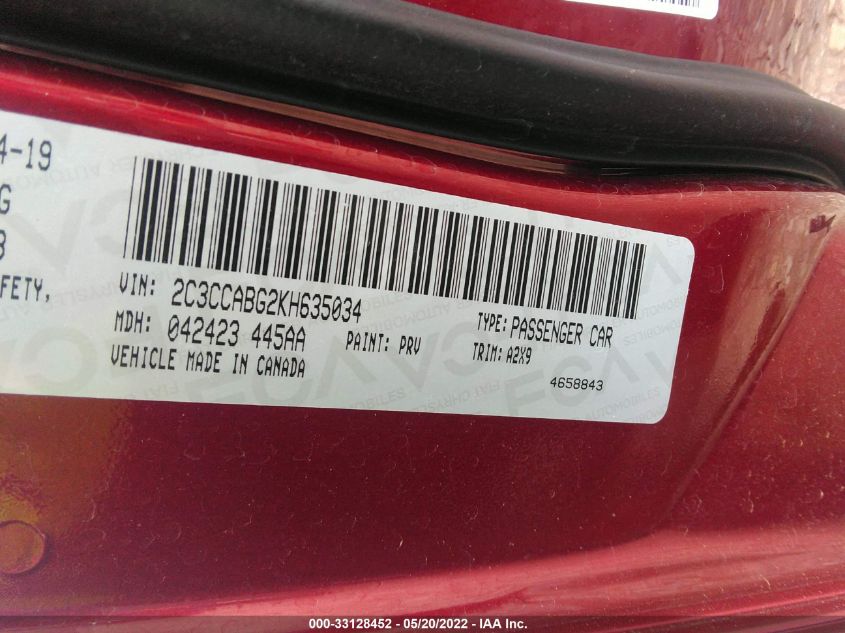 4-19
G
3
FETY,
VIN: 2C3CCABG2KH635034
MDH: 042423 445AA
PAINT: PRV
VEHICLE MADE IN CANADA
TYPE: PASSENGER CAR
TRIM: A2X9
4658843
000-33128452 - 05/20/2022 - IAA Inc.